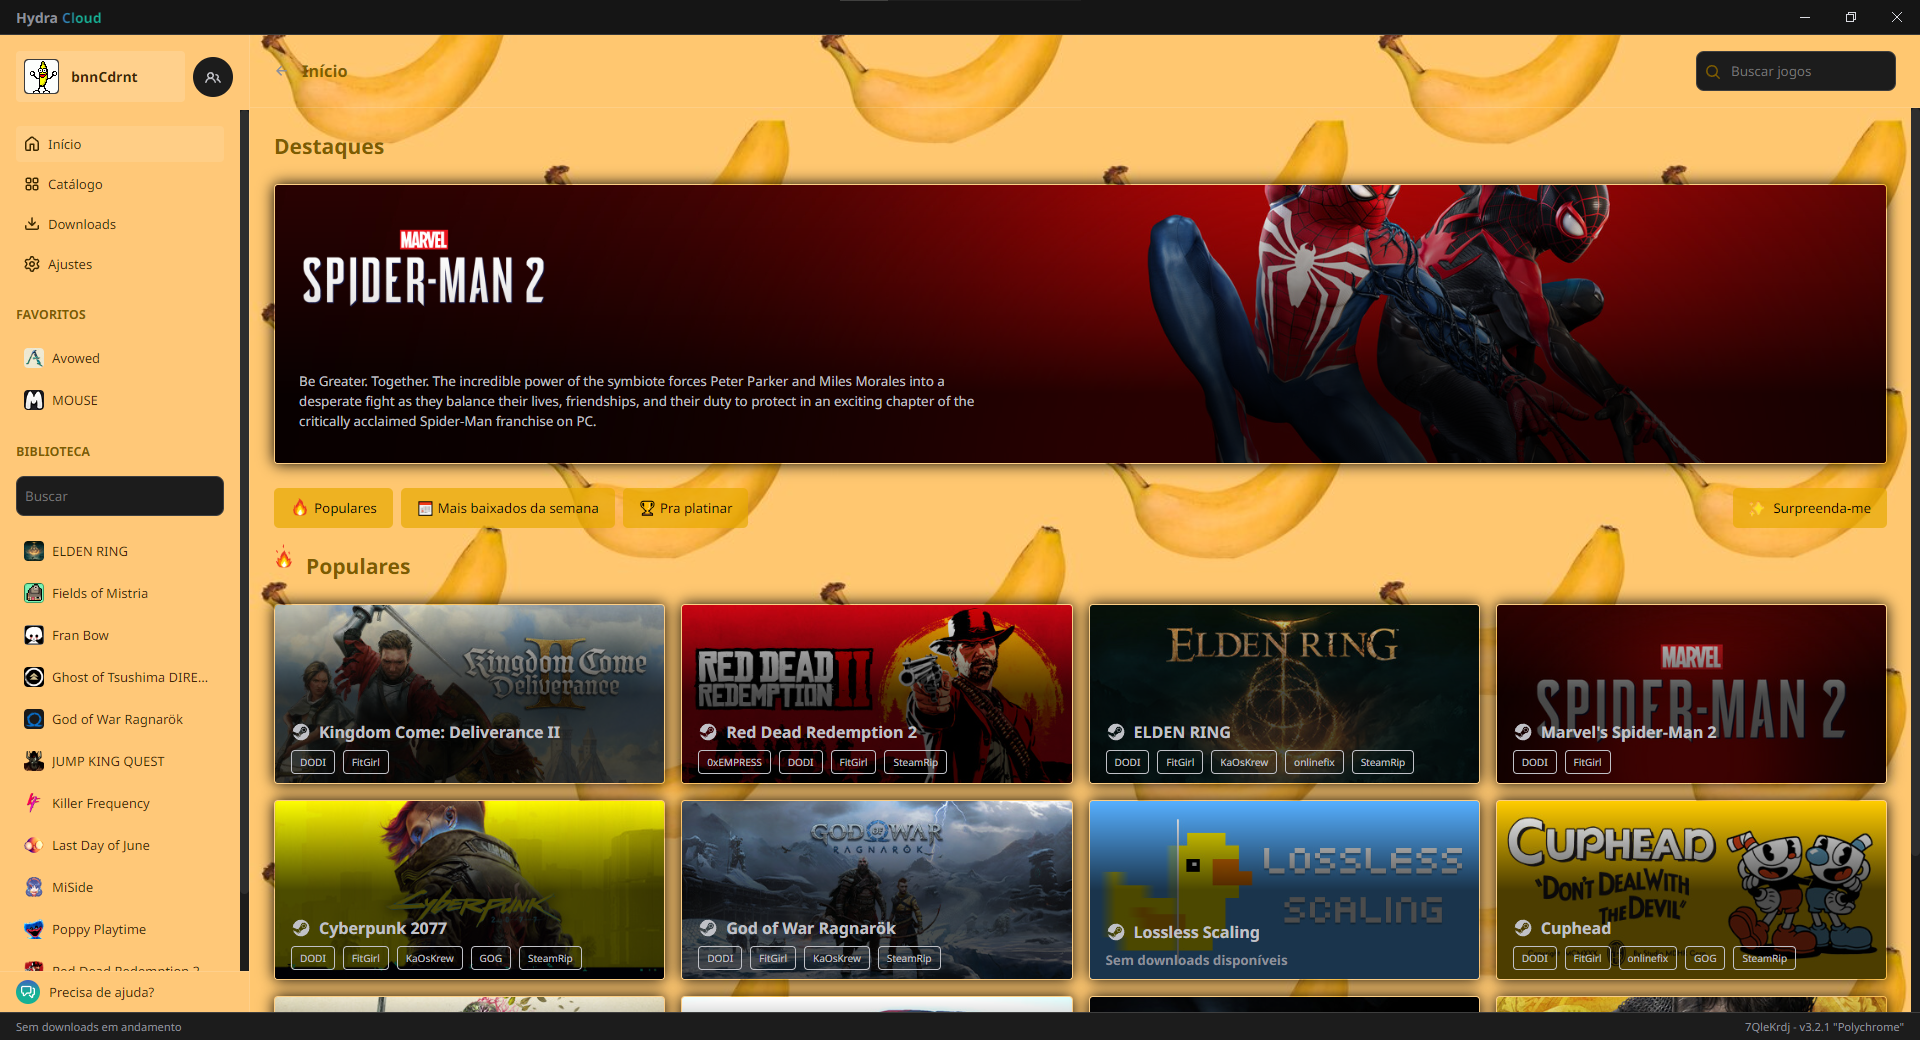 Hydra Cloud
bnnCdrnt
Início
Buscar jogos
Início
Catálogo
Downloads
Ajustes
FAVORITOS
Avowed
MOUSE
BIBLIOTECA
Buscar
ELDEN RING
Fields of Mistria
Fran Bow
Ghost of Tsushima DIRE...
God of War Ragnarök
JUMP KING QUEST
Killer Frequency
Last Day of June
MiSide
Poppy Playtime
Red Dead Redemption 2
Precisa de ajuda?
Destaques
MARVEL
SPIDER-MAN 2
Be Greater. Together. The incredible power of the symbiote forces Peter Parker and Miles Morales into a
desperate fight as they balance their lives, friendships, and their duty to protect in an exciting chapter of the
critically acclaimed Spider-Man franchise on PC.
Populares
Mais baixados da semana
Pra platinar
Surpreenda-me
Populares
Kingdom Come
II
Deliverance
Kingdom Come: Deliverance II
DODI FitGirl
RED DEAD
REDEMPTION II
Red Dead Redemption 2
0xEMPRESS DODI FitGirl SteamRip
ELDEN RING
ELDEN RING
DODI FitGirl KaOsKrew onlinefix SteamRip
MARVEL
SPIDER-MAN 2
Marvel's Spider-Man 2
DODI FitGirl
Cyberpunk
Cyberpunk 2077
DODI FitGirl KaOsKrew GOG SteamRip
GOD OF WAR
RAGNARÖK
God of War Ragnarök
DODI FitGirl KaOsKrew SteamRip
LOSSLESS
SCALING
Lossless Scaling
Sem downloads disponíveis
CUPHEAD
"DON'T DEAL WITH
THE DEVIL"
Cuphead
DODI FitGirl onlinefix GOG SteamRip
Sem downloads em andamento
7QleKrdj - v3.2.1 "Polychrome"